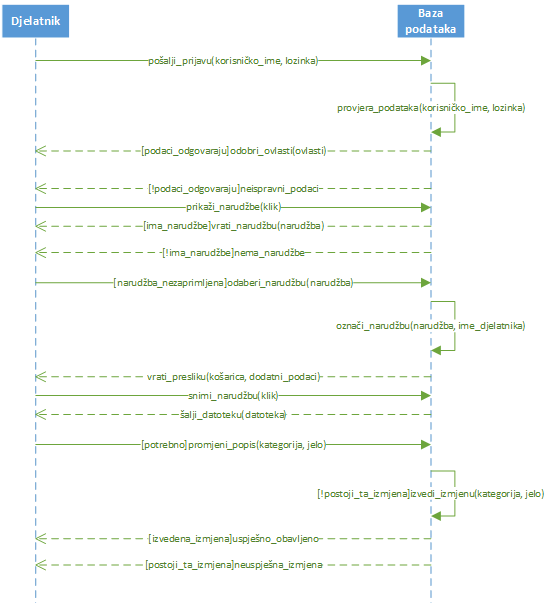 Djelatnik
Baza
podataka
pošalji_prijavu(korisničko_ime, lozinka)
provjera_podataka(korisničko_ime, lozinka)
[podaci_odgovaraju]odobri_ovlasti(ovlasti)
[!podaci_odgovaraju]neispravni_podaci
prikaži_narudžbe(klik)
[ima_narudžbe]vrati_narudžbu(narudžba)
[!ima_narudžbe]nema_narudžbe
[narudžba_nezaprimljena]odaberi_narudžbu(narudžba)
označi_narudžbu(narudžba, ime_djelatnika)
vrati_presliku(košarica, dodatni_podaci)
snimi_narudžbu(klik)
šalji_datoteku(datoteka)
[potrebno]promjeni_popis(kategorija, jelo)
[!postoji_ta_izmjena]izvedi_izmjenu(kategorija, jelo)
[izvedena_izmjena]uspješno_obavljeno
[postoji_ta_izmjena]neuspješna_izmjena